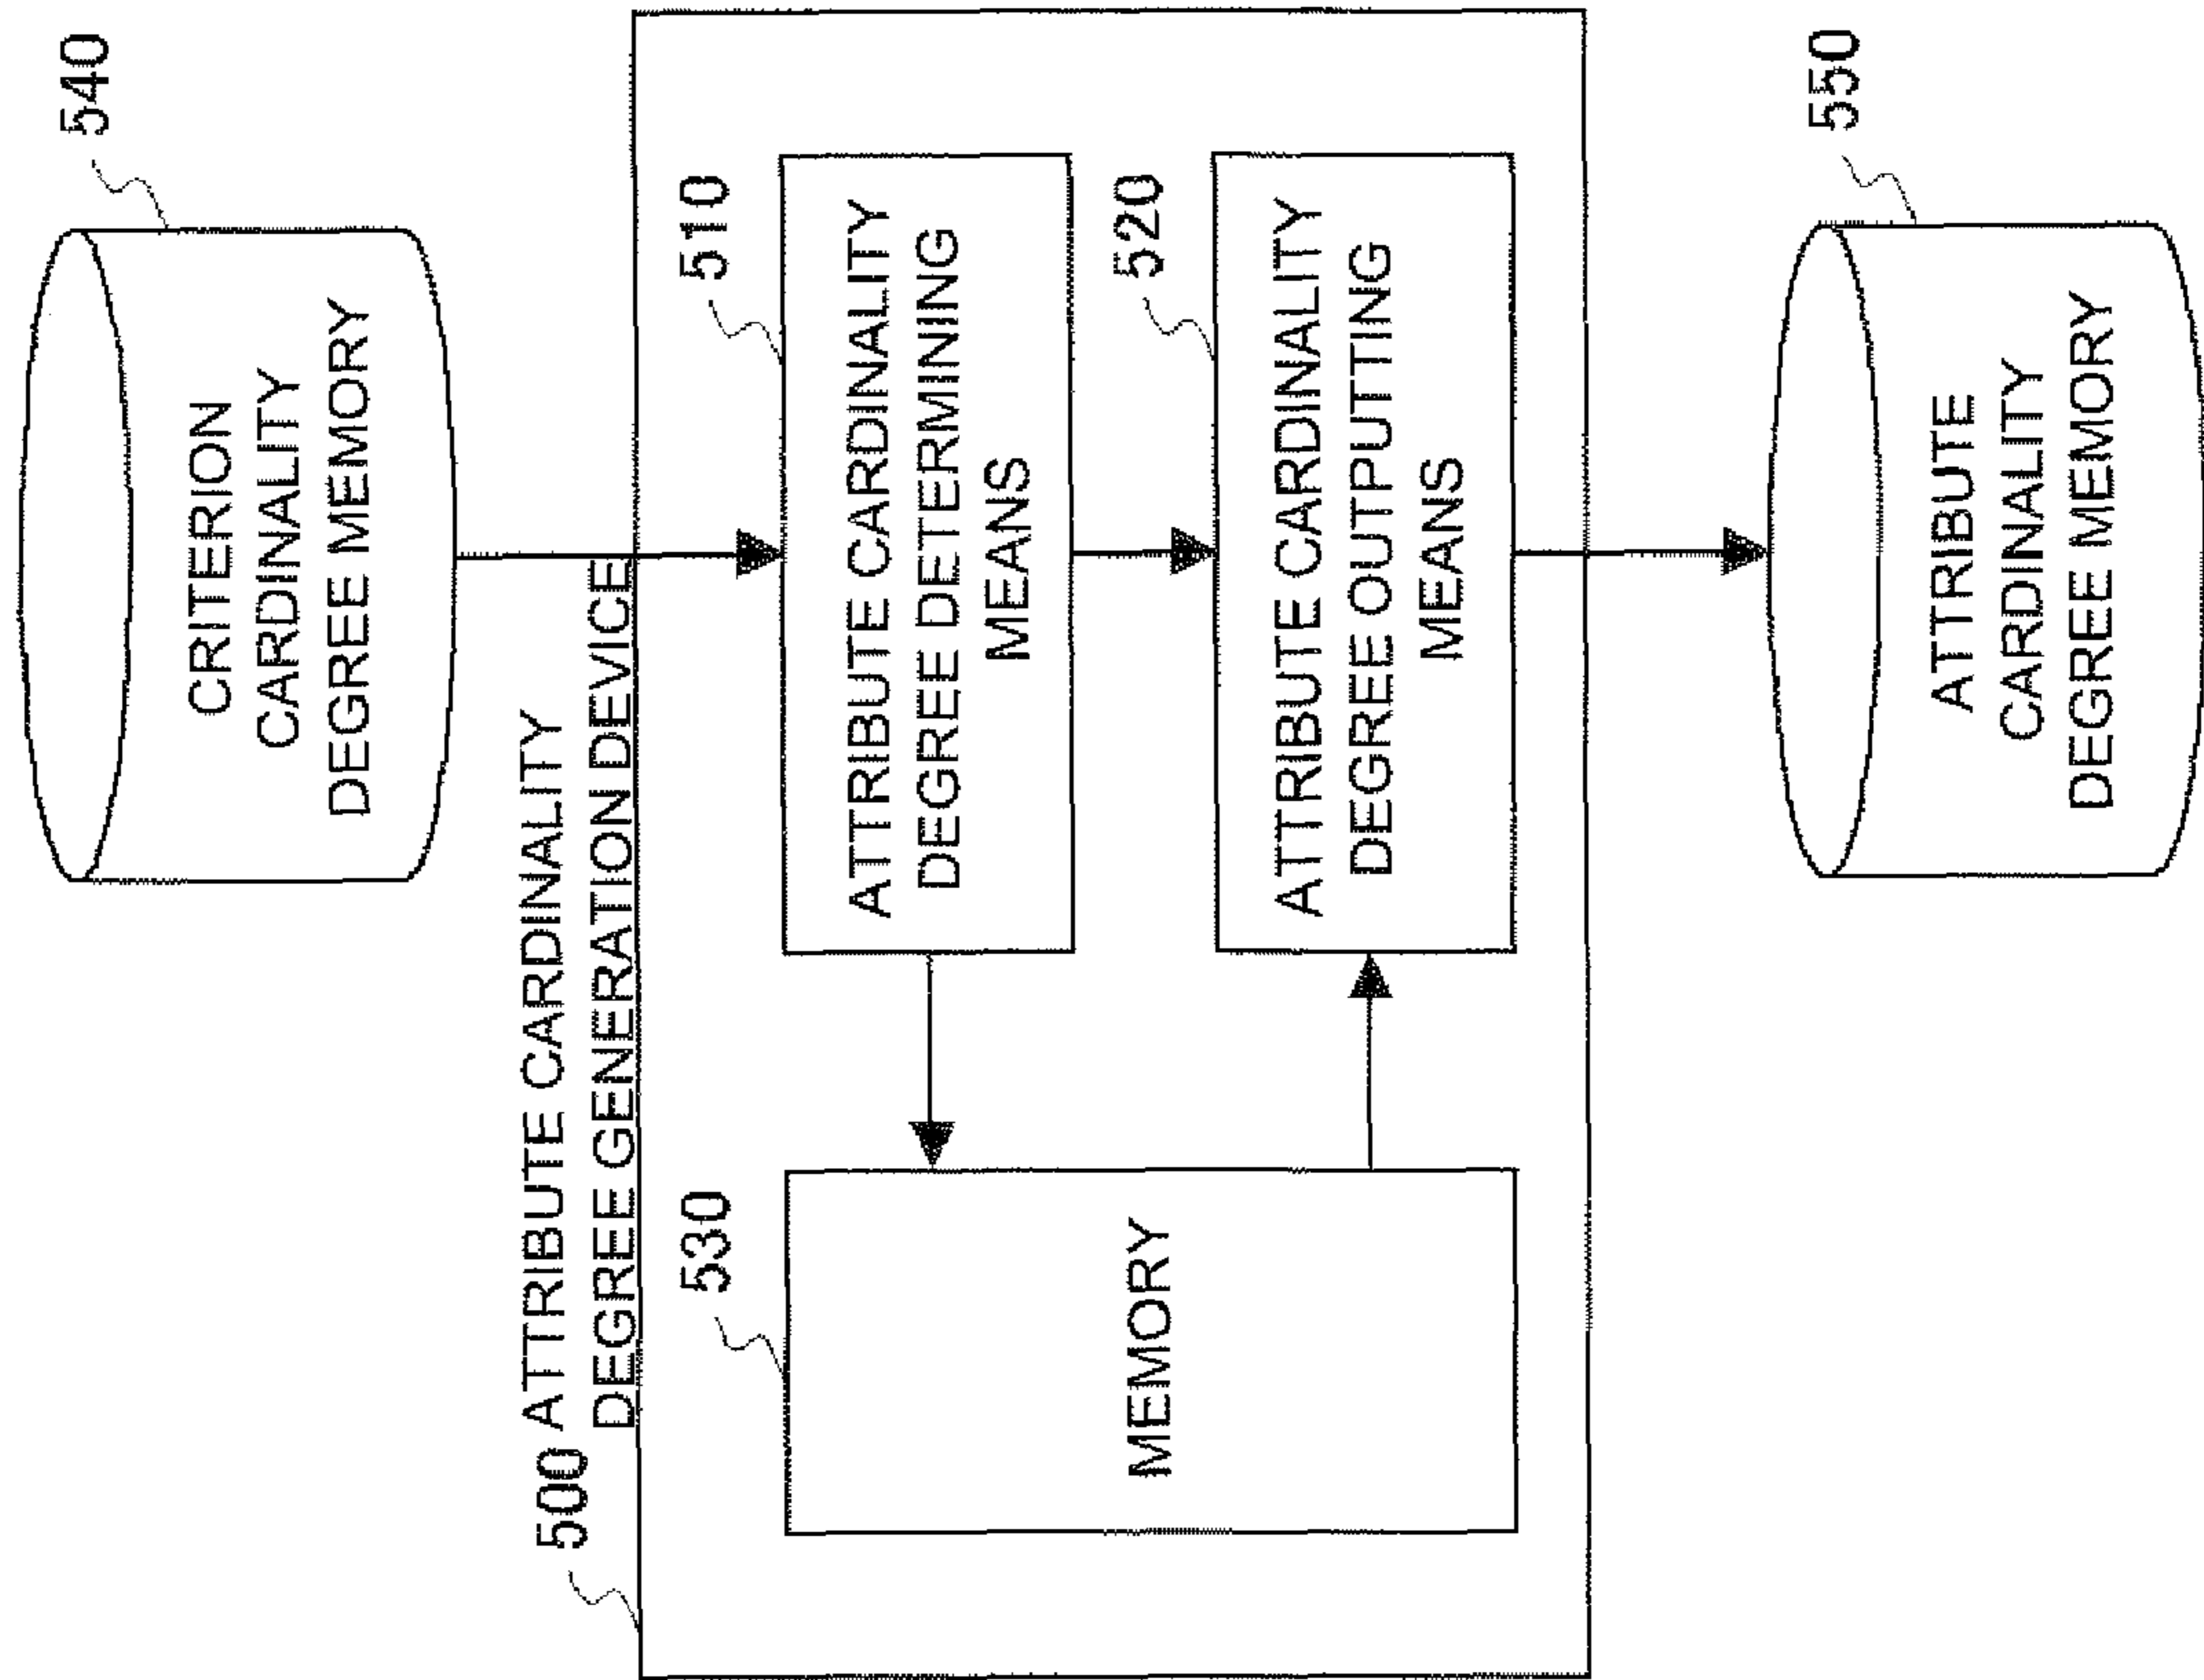 540
CRITERION
CARDINALITY
DEGREE MEMORY
500 ATTRIBUTE CARDINALITY
DEGREE GENERATION DEVICE
510
ATTRIBUTE CARDINALITY
DEGREE DETERMINING
MEANS
530
MEMORY
520
ATTRIBUTE CARDINALITY
DEGREE OUTPUTTING
MEANS
550
ATTRIBUTE
CARDINALITY
DEGREE MEMORY